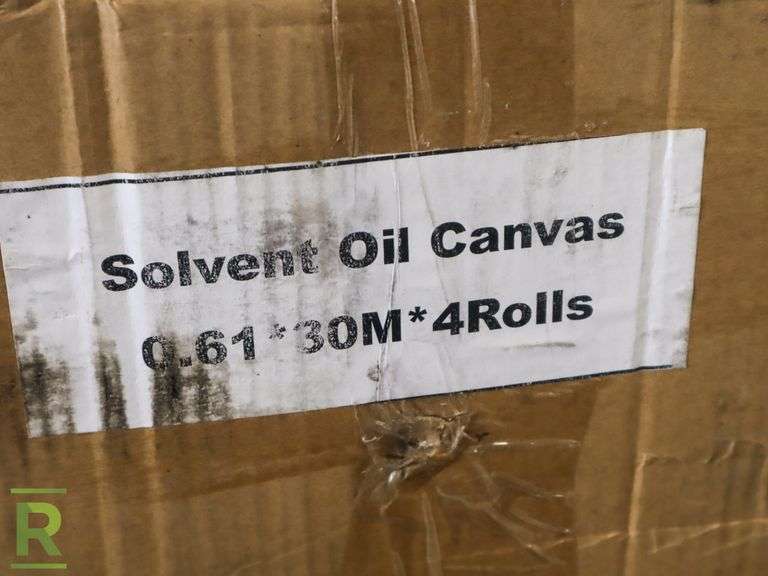 Solvent Oil Canvas
0.61*30M*4Rolls
R